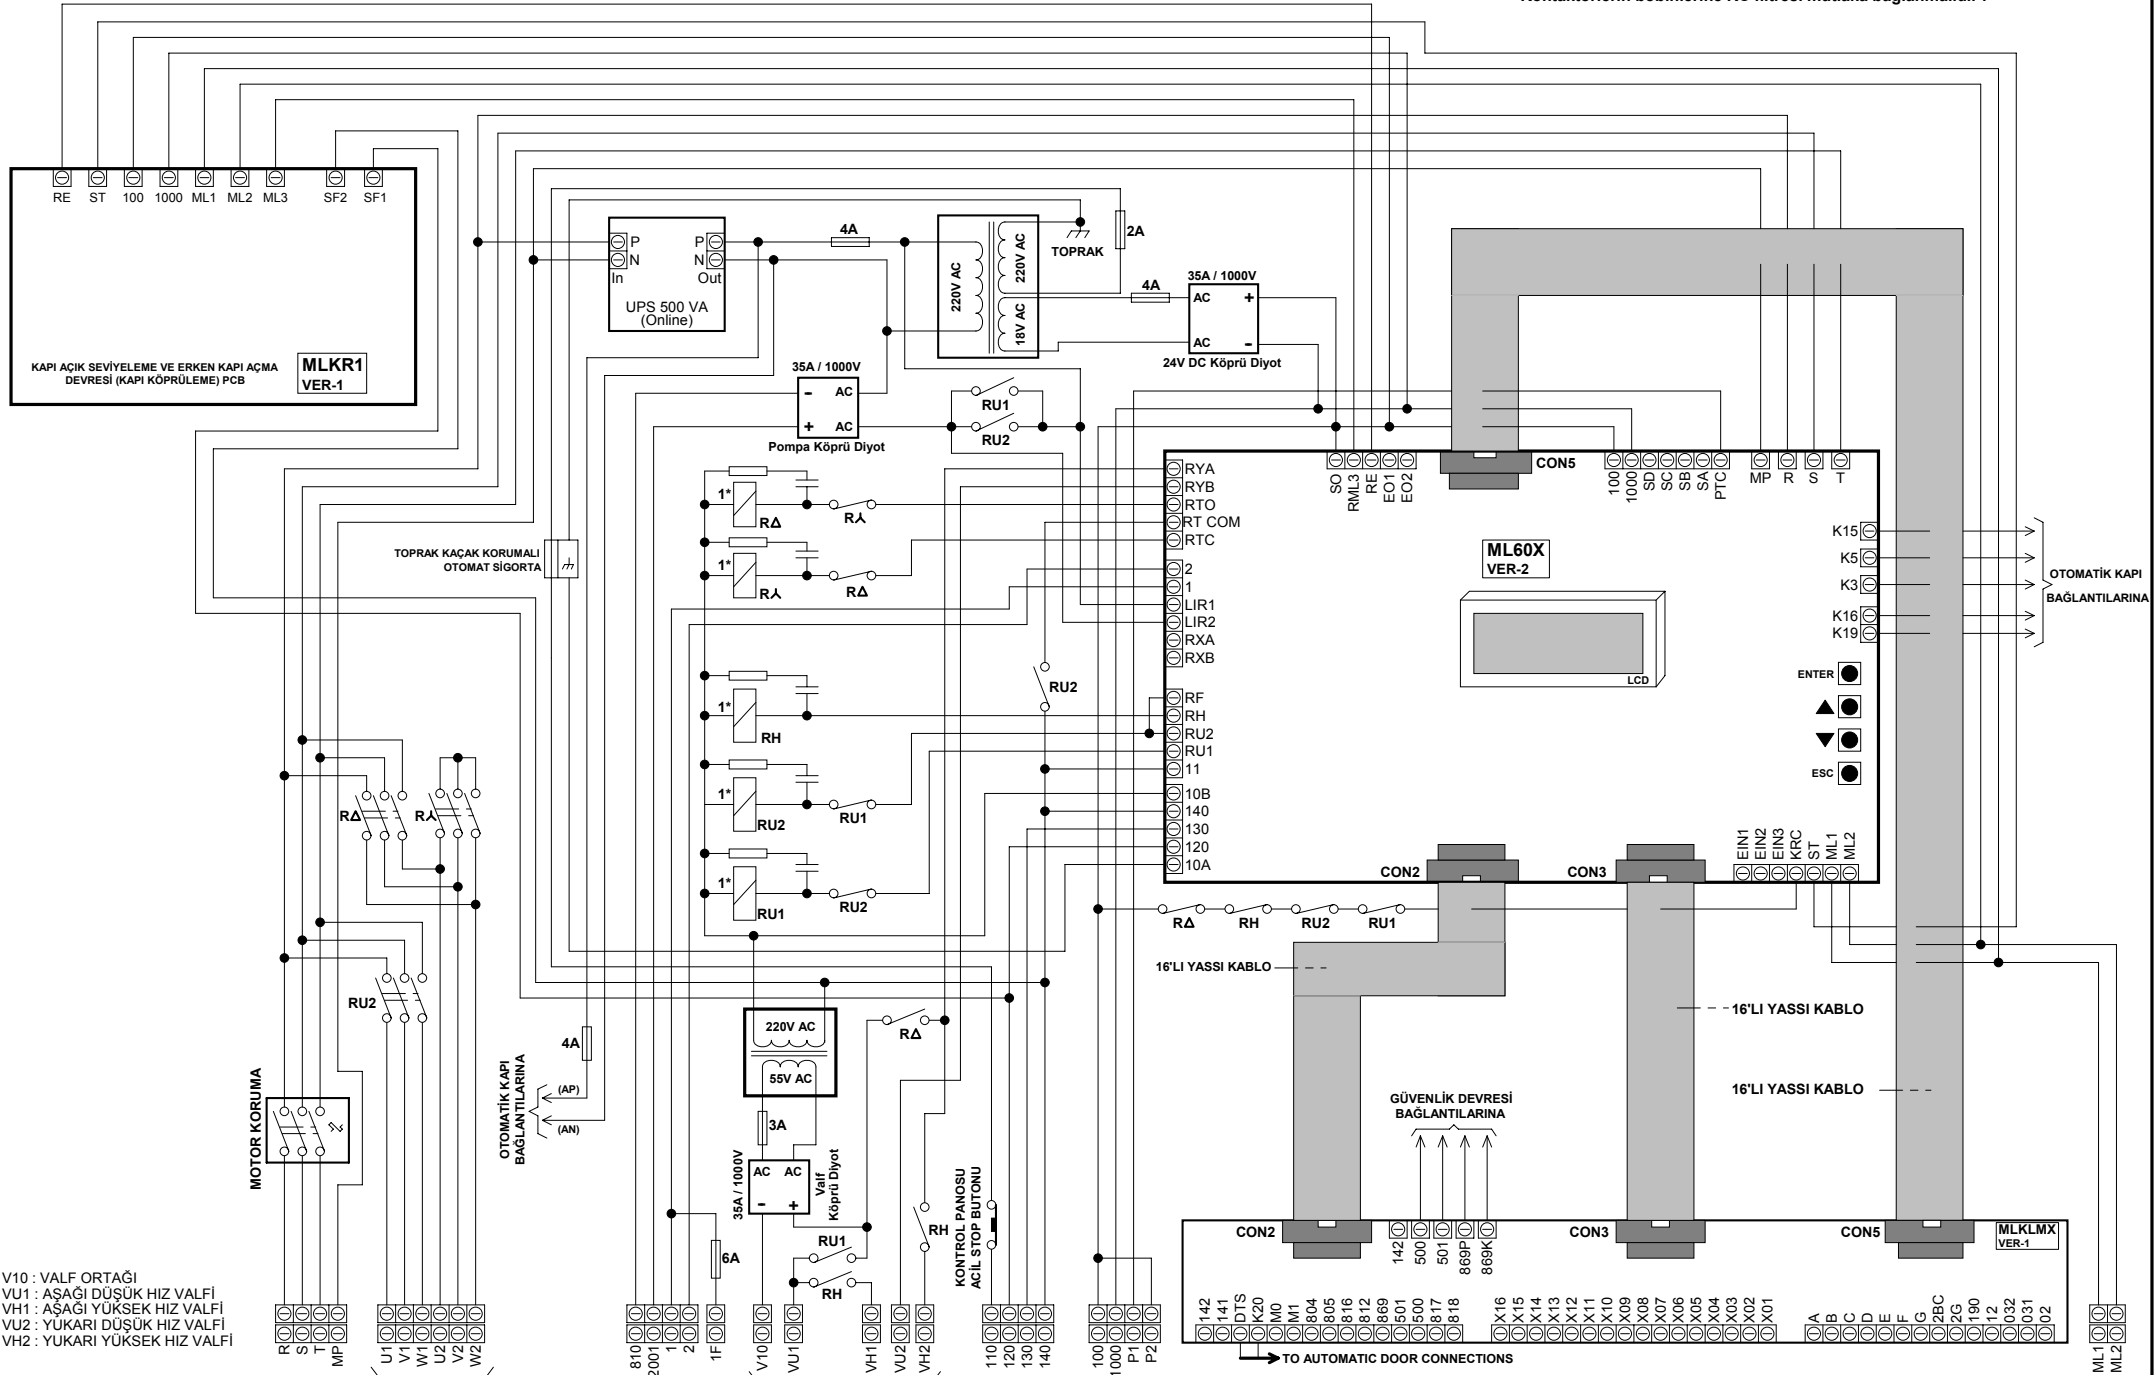 RE ST 100 1000 ML1 ML2 ML3 SF2 SF1
KAPI AÇIK SEVİYELEME VE ERKEN KAPI AÇMA
DEVRESİ (KAPI KÖPRÜLEME) PCB
MLKR1
VER-1
P
N
In
P
N
Out
UPS 500 VA
(Online)
4A
220V AC
220V AC
18V AC
TOPRAK
2A
4A
35A / 1000V
AC +
AC -
24V DC Köprü Diyot
35A / 1000V
- AC
+ AC
Pompa Köprü Diyot
RU1
RU2
TOPRAK KAÇAK KORUMALI
OTOMAT SİGORTA
1*
R∆
R⅄
1*
R⅄
R∆
1*
RH
1*
RU2
RU1
1*
RU1
RU2
RU2
RYA
RYB
RTO
RT COM
RTC
2
1
LIR1
LIR2
RXA
RXB
RF
RH
RU2
RU1
11
10B
140
130
120
10A
SO RML3 RE EO1 EO2
CON5
100 1000 SD SC SB SA PTC
MP R S T
ML60X
VER-2
LCD
K15
K5
K3
K16
K19
OTOMATİK KAPI
BAĞLANTILARINA
ENTER
▲
▼
ESC
CON2
CON3
EIN1 EIN2 EIN3 KRC ST ML1 ML2
R∆ RH RU2 RU1
16'LI YASSI KABLO
16'LI YASSI KABLO
16'LI YASSI KABLO
R∆
R⅄
RU2
MOTOR KORUMA
4A
OTOMATİK KAPI
BAĞLANTILARINA
(AP)
(AN)
220V AC
55V AC
3A
35A / 1000V
AC AC
- +
Valf
Köprü Diyot
R∆
RU1
RH
RH
6A
KONTROL PANOSU
ACİL STOP BUTONU
GÜVENLİK DEVRESİ
BAĞLANTILARINA
CON2
142 500 501 869P 869K
CON3
CON5
MLKLMX
VER-1
142 141 DTS K20 M0 M1 804 805 816 812 869 501 500 817 818
X16 X15 X14 X13 X12 X11 X10 X09 X08 X07 X06 X05 X04 X03 X02 X01
A B C D E F G 2BC 2G 190 12 032 031 02
TO AUTOMATIC DOOR CONNECTIONS
V10 : VALF ORTAĞI
VU1 : AŞAĞI DÜŞÜK HIZ VALFİ
VH1 : AŞAĞI YÜKSEK HIZ VALFİ
VU2 : YUKARI DÜŞÜK HIZ VALFİ
VH2 : YUKARI YÜKSEK HIZ VALFİ
R S T MP
U1 V1 W1 U2 V2 W2
810 2001 1 2 1F
V10 VU1 VH1 VU2 VH2
110 120 130 140
100 1000 P1 P2
ML1 ML2